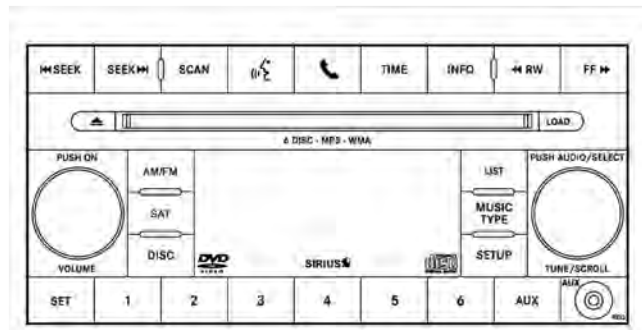 SEEK SEEK SCAN TIME INFO RW FF
LOAD
6 DISC - MP3 - WMA
PUSH ON
PUSH AUDIO/SELECT
AM/FM
LIST
SAT
MUSIC
TYPE
DISC
SETUP
DVD
VIDEO
SIRIUS
VOLUME
TUNE/SCROLL
SET 1 2 3 4 5 6 AUX
AUX